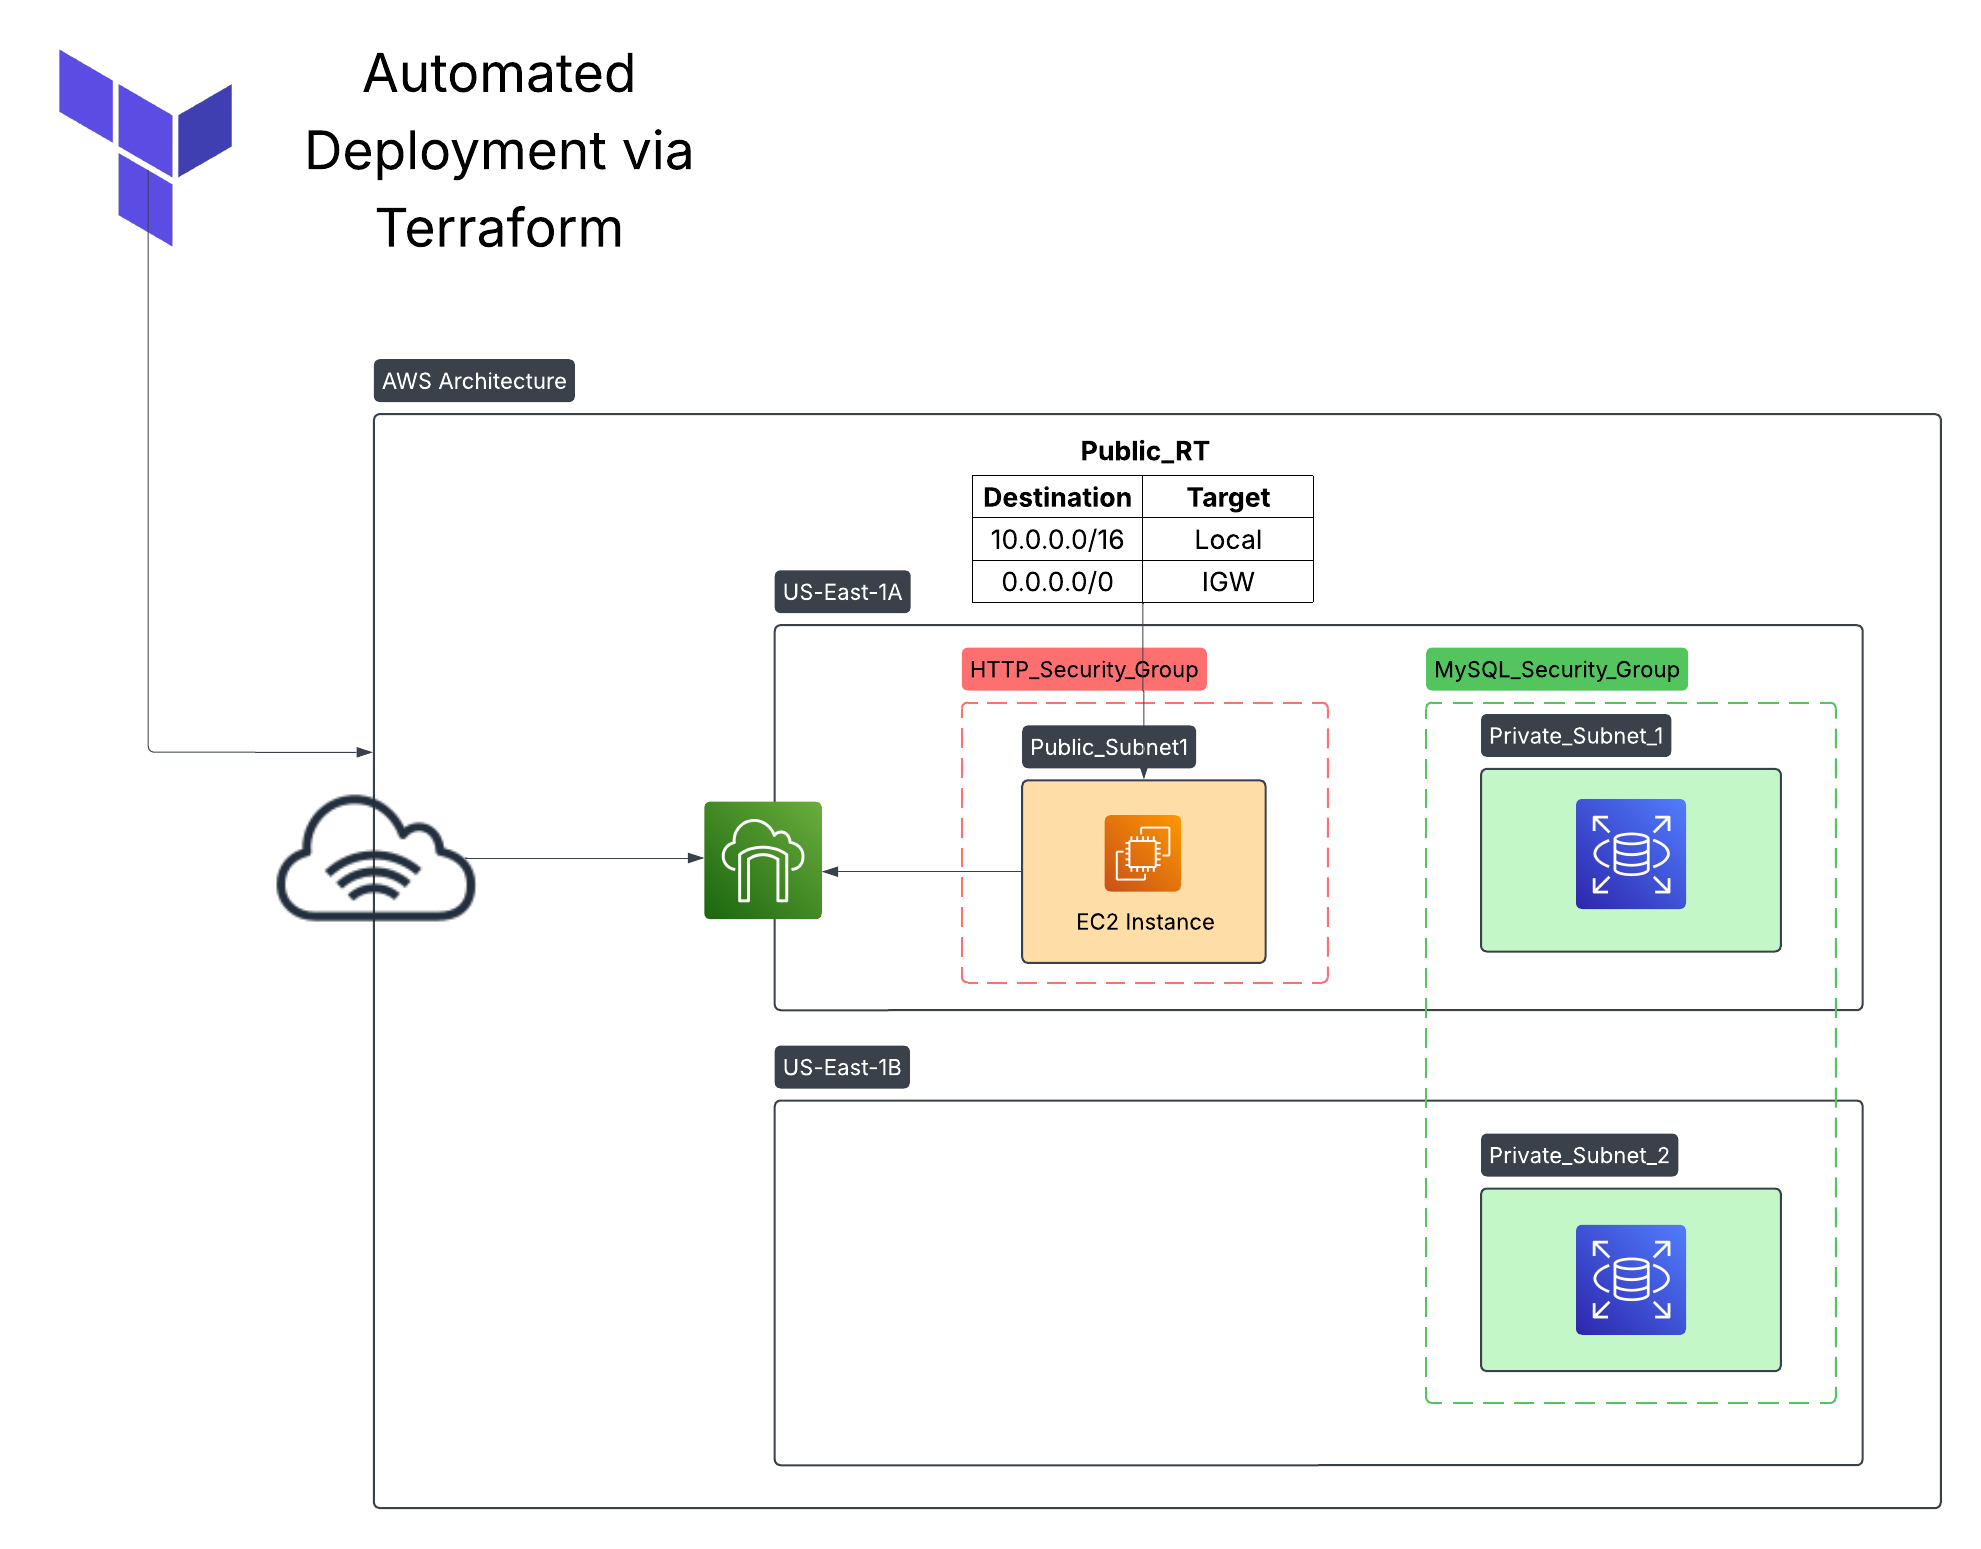 Automated
Deployment via
Terraform
AWS Architecture
Public_RT
Destination Target
10.0.0.0/16 Local
0.0.0.0/0 IGW
US-East-1A
HTTP_Security_Group
MySQL_Security_Group
Public_Subnet1
Private_Subnet_1
EC2 Instance
US-East-1B
Private_Subnet_2